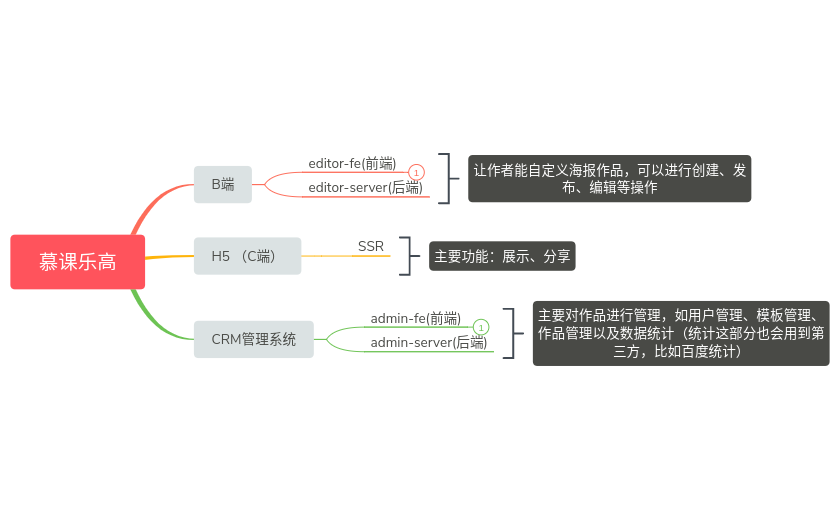 慕课乐高
B端
editor-fe(前端)
1
editor-server(后端)
让作者能自定义海报作品，可以进行创建、发
布、编辑等操作
H5 （C端）
SSR
主要功能：展示、分享
CRM管理系统
admin-fe(前端)
1
admin-server(后端)
主要对作品进行管理，如用户管理、模板管理、
作品管理以及数据统计（统计这部分也会用到第
三方，比如百度统计）